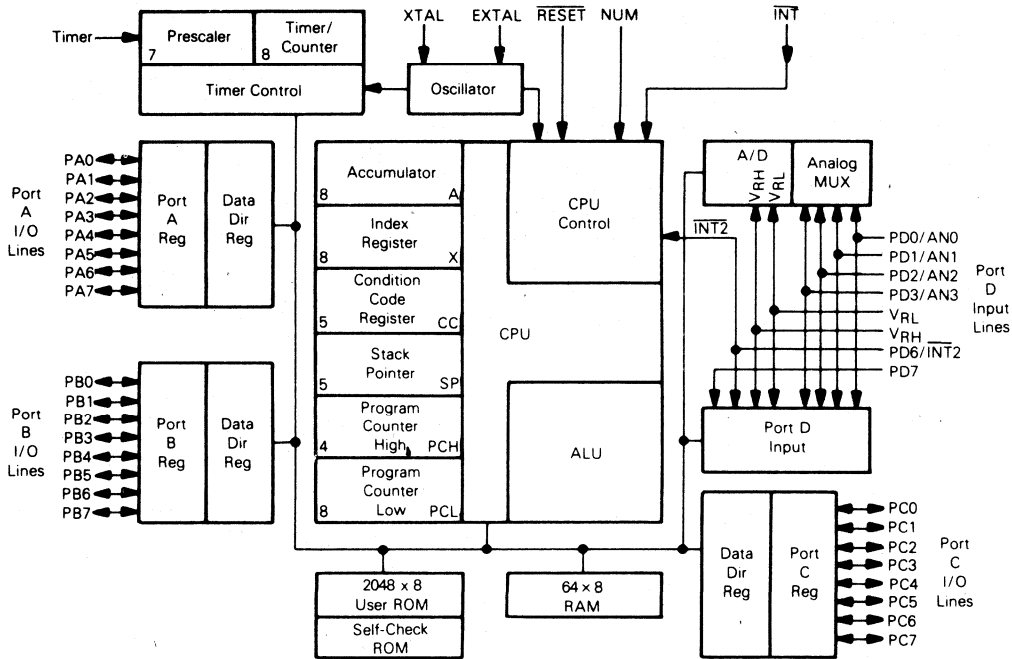 XTAL
EXTAL
RESET
NUM
INT
Timer
Prescaler
7
Timer/
Counter
8
Timer Control
Oscillator
Port
A
I/O
Lines
PA0
PA1
PA2
PA3
PA4
PA5
PA6
PA7
Port
A
Reg
Data
Dir
Reg
Accumulator
8
A
Index
Register
8
X
Condition
Code
Register
5
CC
Stack
Pointer
5
SP
Program
Counter
High
4
PCH
Program
Counter
Low
8
PCL
CPU
CPU
Control
ALU
INT2
A/D
VRH
VRL
Analog
MUX
PD0/AN0
PD1/AN1
PD2/AN2
PD3/AN3
VRL
VRH
PD6/INT2
PD7
Port
D
Input
Lines
Port D
Input
Port
B
I/O
Lines
PB0
PB1
PB2
PB3
PB4
PB5
PB6
PB7
Port
B
Reg
Data
Dir
Reg
2048 x 8
User ROM
Self-Check
ROM
64 x 8
RAM
Data
Dir
Reg
Port
C
Reg
PC0
PC1
PC2
PC3
PC4
PC5
PC6
PC7
Port
C
I/O
Lines